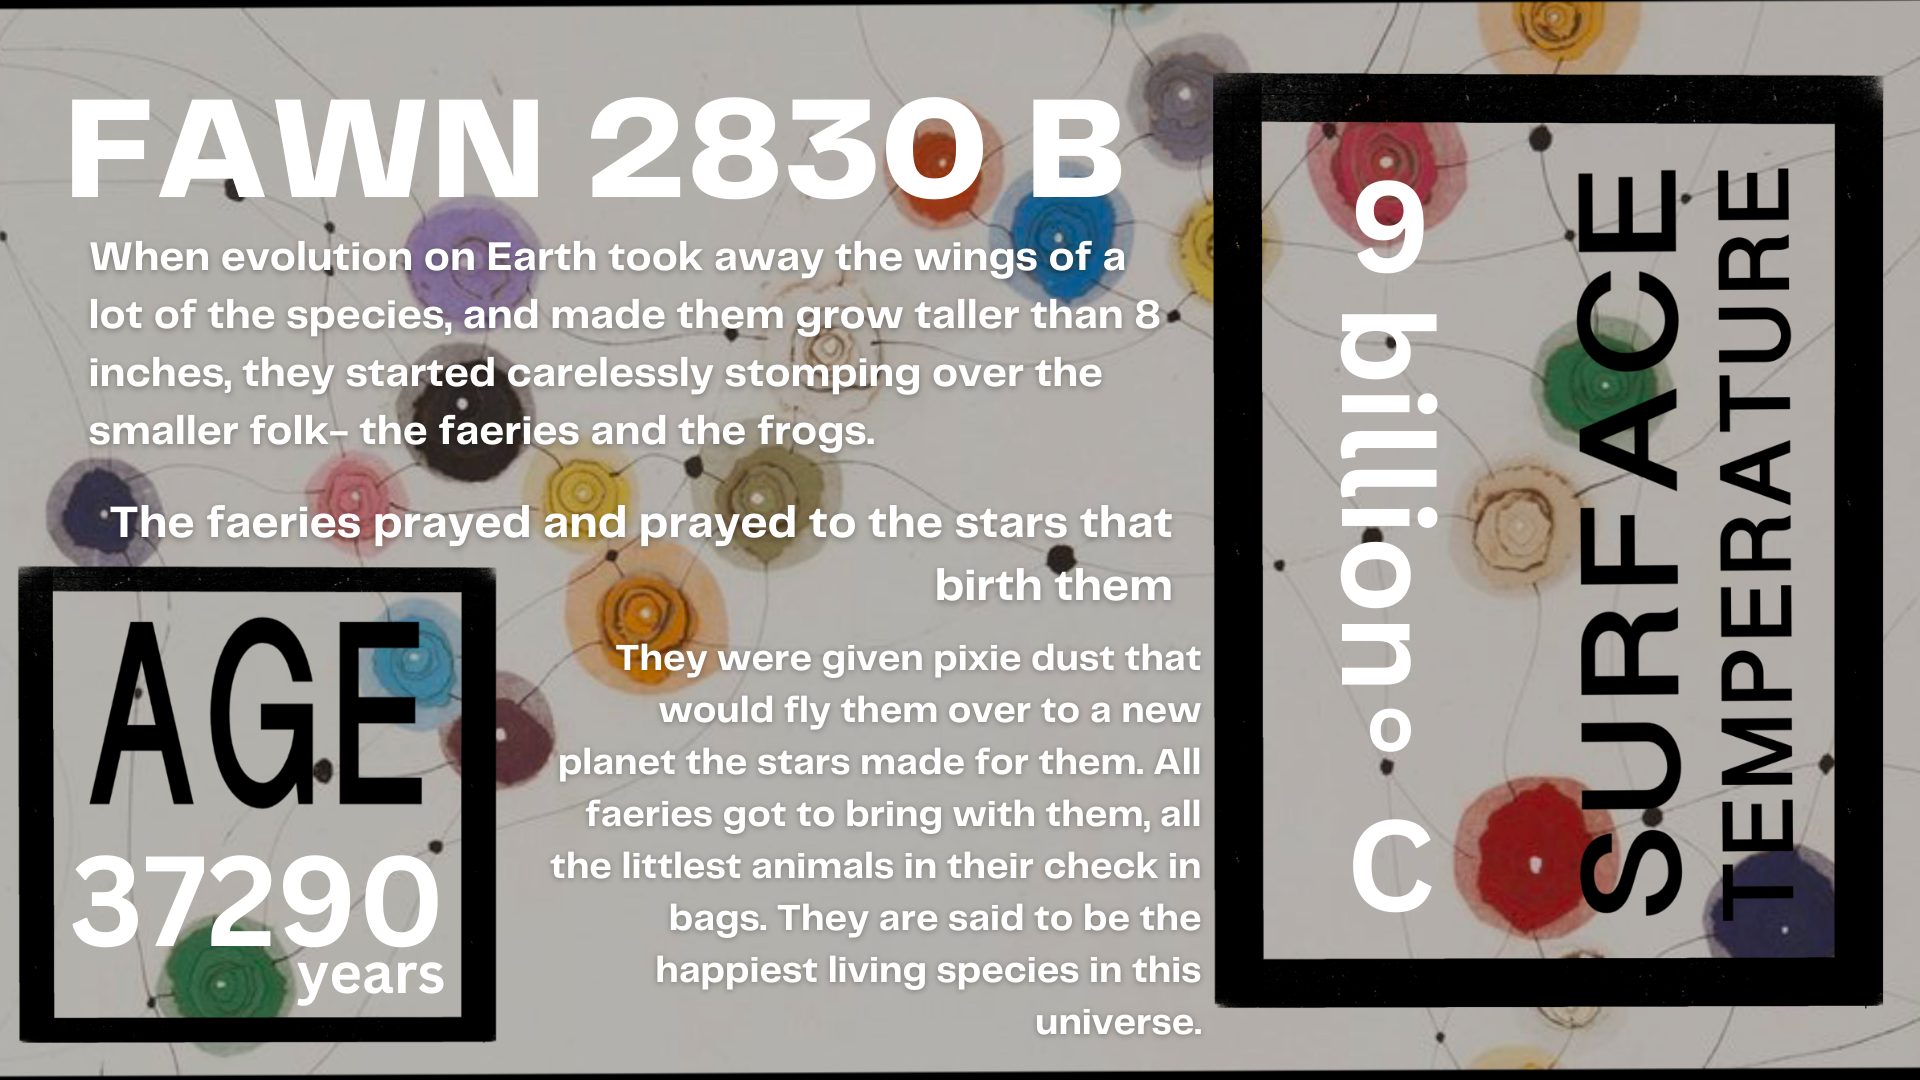 FAWN 2830 B
When evolution on Earth took away the wings of a
lot of the species, and made them grow taller than 8
inches, they started carelessly stomping over the
smaller folk– the faeries and the frogs.
The faeries prayed and prayed to the stars that
birth them
They were given pixie dust that
would fly them over to a new
planet the stars made for them. All
faeries got to bring with them, all
the littlest animals in their check in
bags. They are said to be the
happiest living species in this
universe.
AGE
37290
years
SURFACE
TEMPERATURE
9 billion ° C